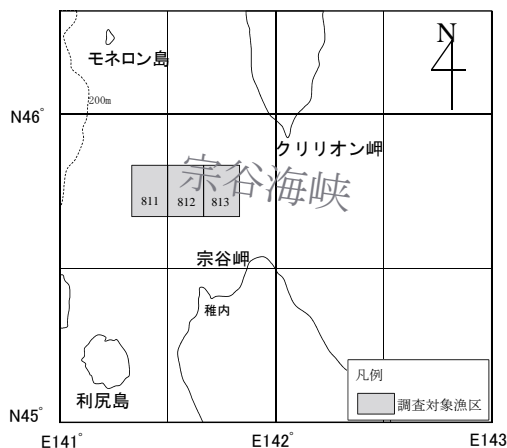 モネロン島
N
200m
N46°
クリリオン岬
宗谷海峡
811 812 813
宗谷岬
稚内
凡例
調査対象漁区
利尻島
N45°
E141° E142° E143